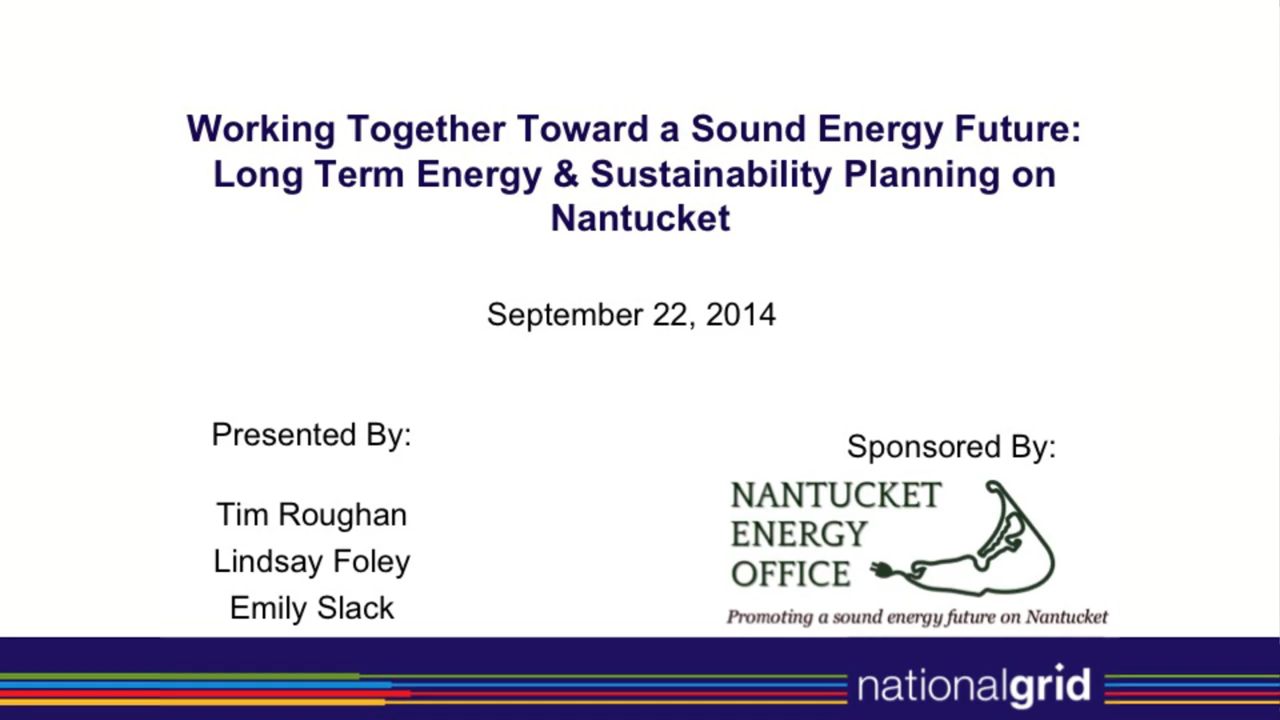 Working Together Toward a Sound Energy Future:
Long Term Energy & Sustainability Planning on
Nantucket
September 22, 2014
Presented By:
Tim Roughan
Lindsay Foley
Emily Slack
Sponsored By:
NANTUCKET
ENERGY
OFFICE
Promoting a sound energy future on Nantucket
nationalgrid